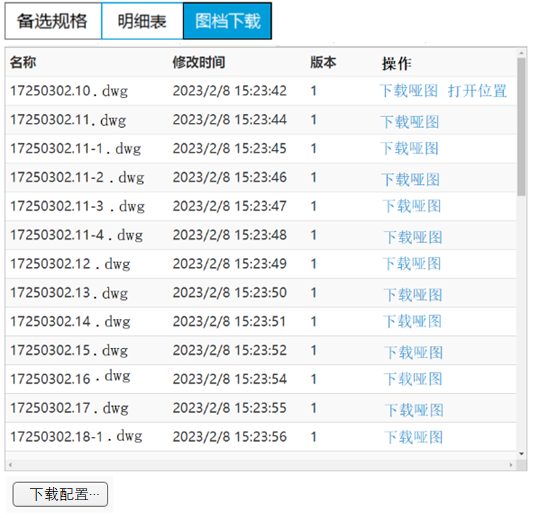 备选规格 明细表 图档下载
名称 修改时间 版本 操作
17250302.10 . dwg 2023/2/8 15:23:42 1 下载哑图 打开位置
17250302.11. dwg 2023/2/8 15:23:44 1 下载哑图
17250302.11-1 . dwg 2023/2/8 15:23:45 1 下载哑图
17250302.11-2 . dwg 2023/2/8 15:23:46 1 下载哑图
17250302.11-3 . dwg 2023/2/8 15:23:47 1 下载哑图
17250302.11-4 . dwg 2023/2/8 15:23:48 1 下载哑图
17250302.12 . dwg 2023/2/8 15:23:49 1 下载哑图
17250302.13 . dwg 2023/2/8 15:23:50 1 下载哑图
17250302.14 . dwg 2023/2/8 15:23:51 1 下载哑图
17250302.15 . dwg 2023/2/8 15:23:52 1 下载哑图
17250302.16 . dwg 2023/2/8 15:23:54 1 下载哑图
17250302.17 . dwg 2023/2/8 15:23:55 1 下载哑图
17250302.18-1 . dwg 2023/2/8 15:23:56 1 下载哑图
下载配置…